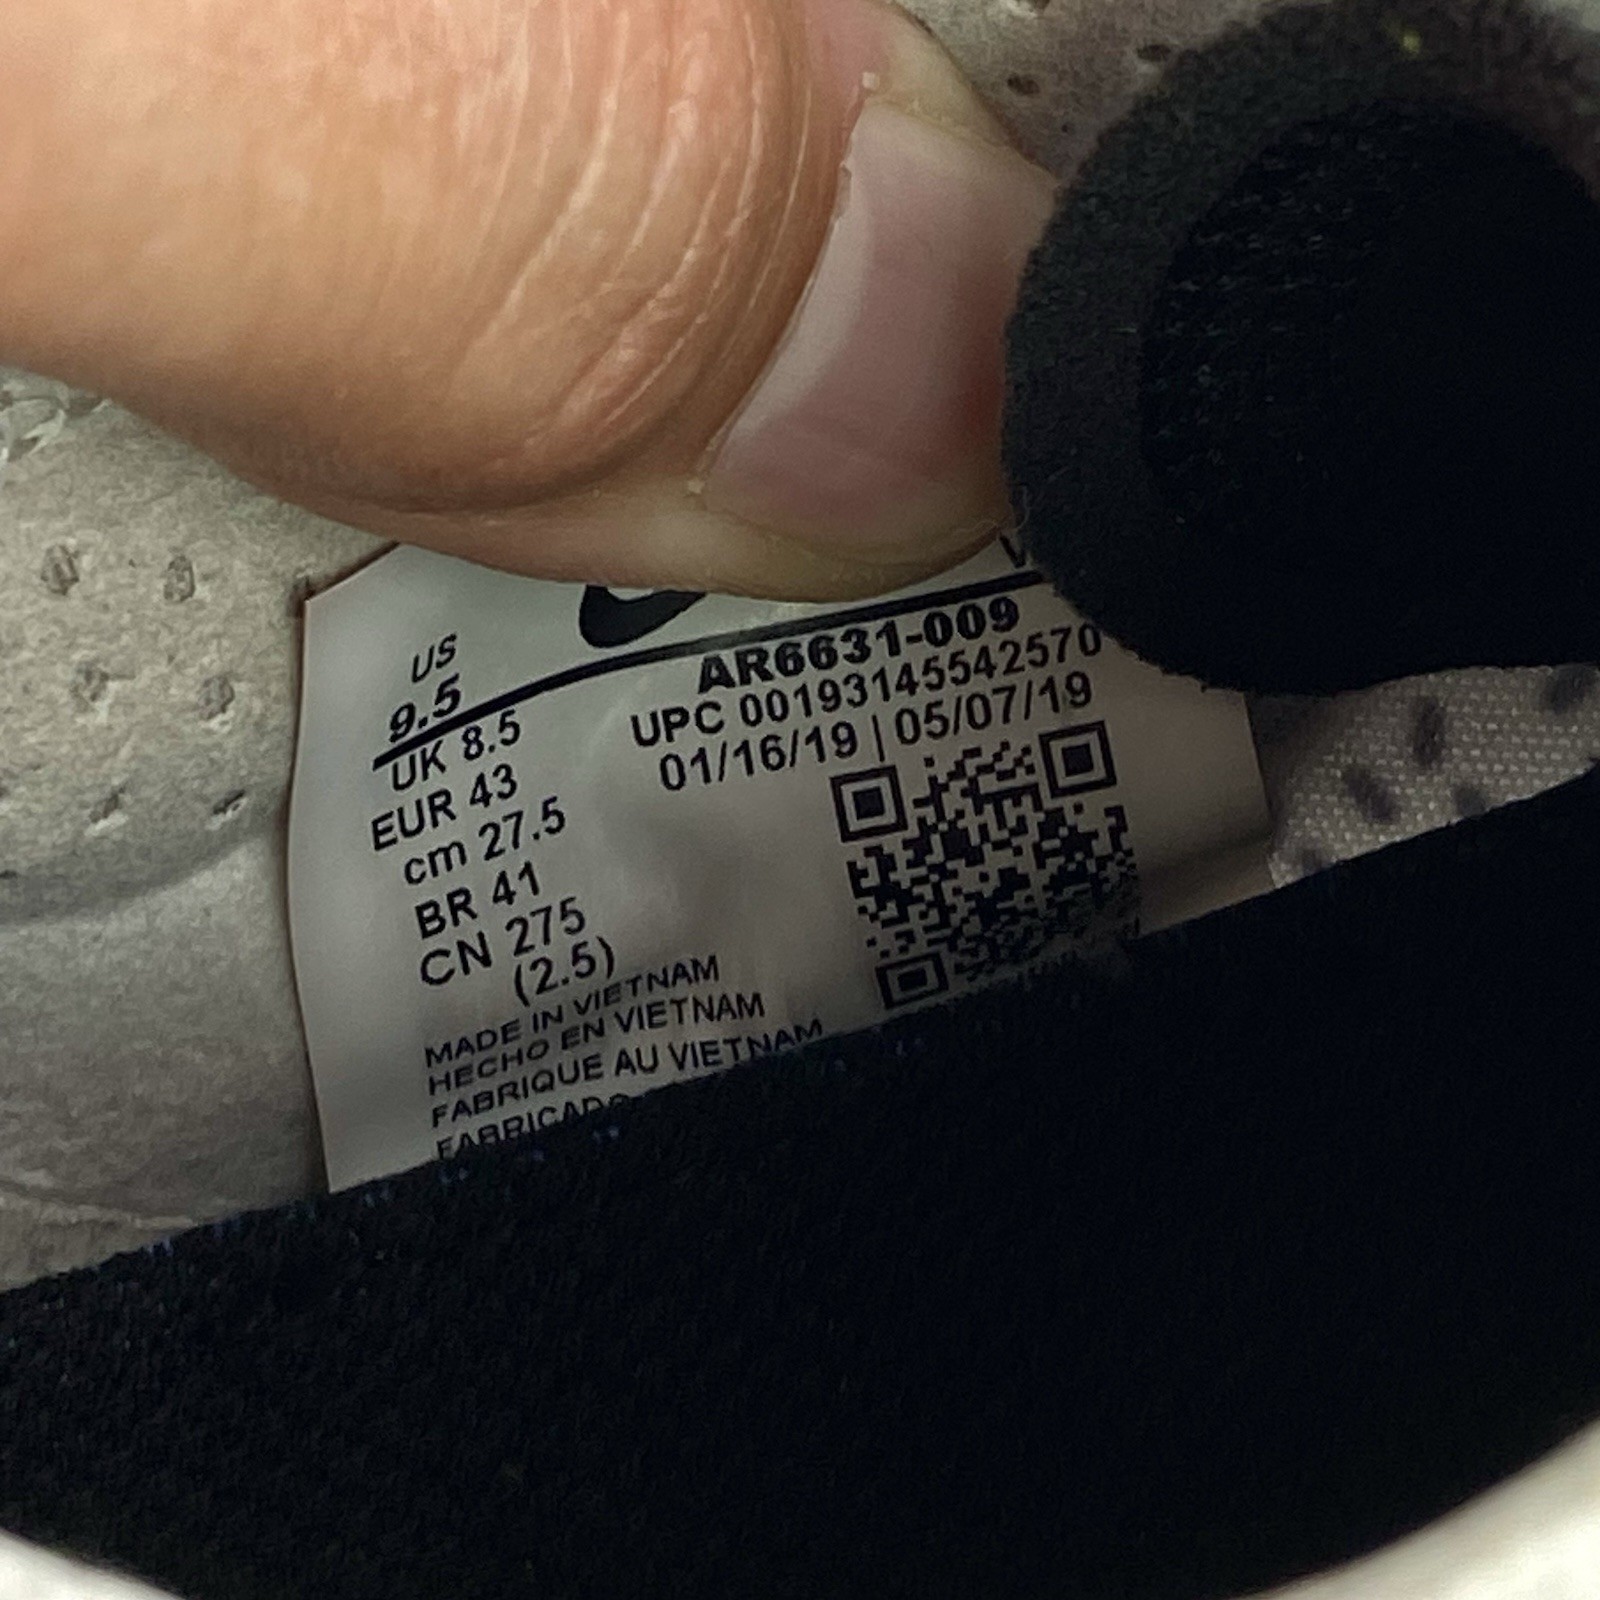 US
9.5
UK 8.5
EUR 43
cm 27.5
BR 41
CN 275
(2.5)
AR6631-009
UPC 00193145542570
01/16/19 | 05/07/19
MADE IN VIETNAM
HECHO EN VIETNAM
FABRIQUE AU VIETNAM